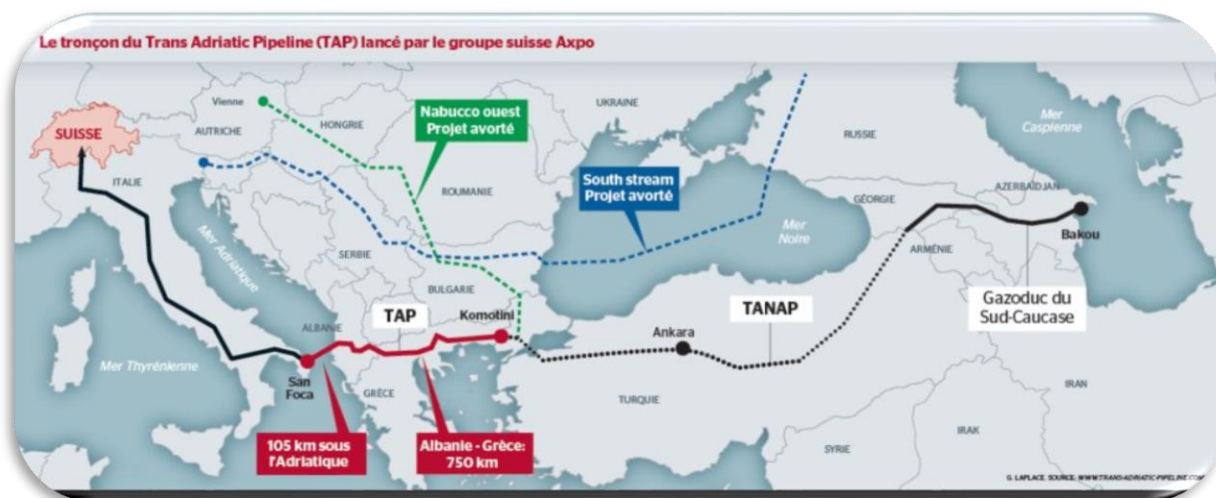 Le tronçon du Trans Adriatic Pipeline (TAP) lancé par le groupe suisse Axpo
Vienne
SUISSE
AUTRICHE
HONGRIE
Nabucco ouest
Projet avorté
UKRAINE
RUSSIE
Mer
Caspienne
ITALIE
ROUMANIE
South stream
Projet avorté
Mer
Noire
GÉORGIE
AZERBAÏDJAN
Bakou
ARMÉNIE
Mer Adriatique
SERBIE
BULGARIE
Gazoduc du
Sud-Caucase
ALBANIE
TAP
Komotini
Ankara
TANAP
Mer Thyrénienne
San
Foca
GRÈCE
TURQUIE
IRAN
105 km sous
l'Adriatique
Albanie - Grèce:
750 km
SYRIE
IRAK
G. LAPLACE. SOURCE: WWW.TRANS-ADRIATIC-PIPELINE.COM